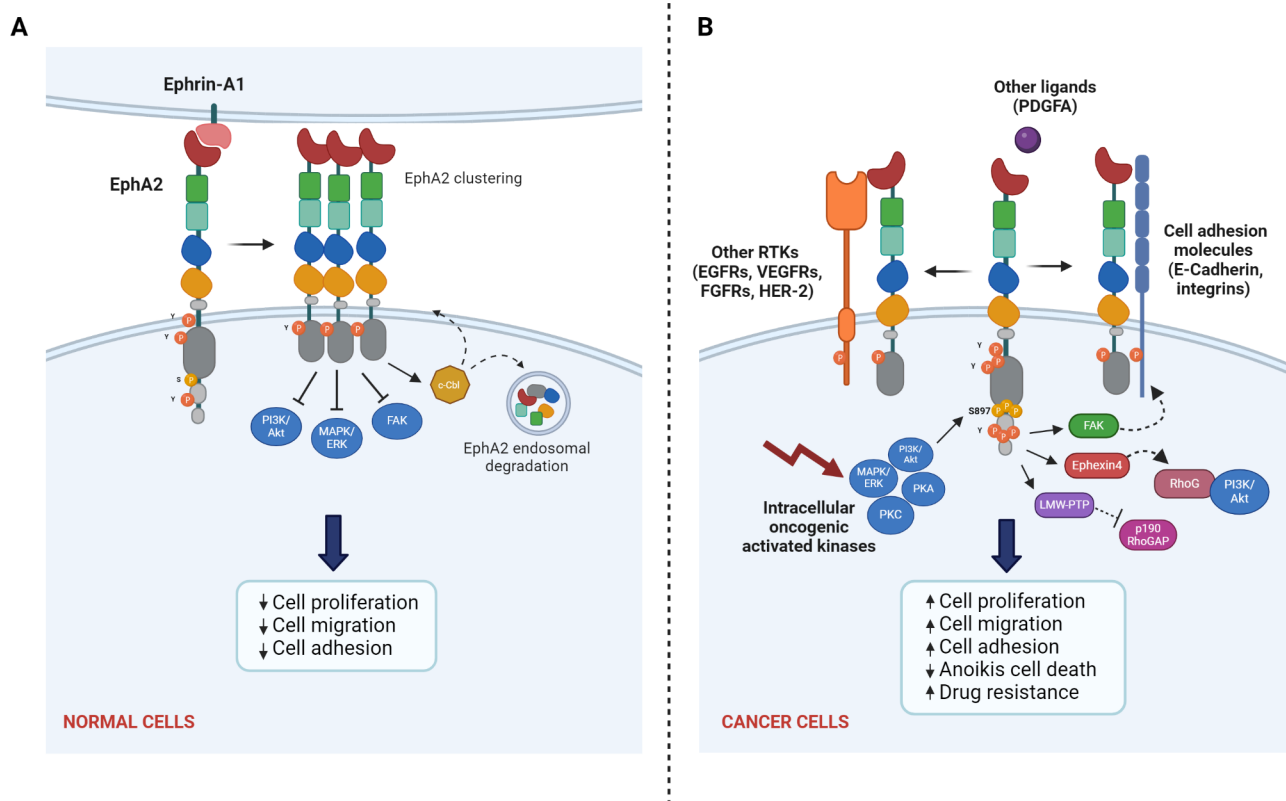 A
Ephrin-A1
EphA2
EphA2 clustering
Y
P
Y
P
S
P
Y
P
Y
P
P
P
c-Cbl
PI3K/
Akt
MAPK/
ERK
FAK
EphA2 endosomal
degradation
↓ Cell proliferation
↓ Cell migration
↓ Cell adhesion
NORMAL CELLS
B
Other ligands
(PDGFA)
Other RTKs
(EGFRs, VEGFRs,
FGFRs, HER-2)
Cell adhesion
molecules
(E-Cadherin,
integrins)
P
P
Y
P
Y
P
P
P
S897
P
P
P
Y
P
P
P
FAK
Ephexin4
RhoG
PI3K/
Akt
LMW-PTP
p190
RhoGAP
PI3K/
Akt
MAPK/
ERK
PKA
PKC
Intracellular
oncogenic
activated kinases
↑ Cell proliferation
↑ Cell migration
↑ Cell adhesion
↓ Anoikis cell death
↑ Drug resistance
CANCER CELLS